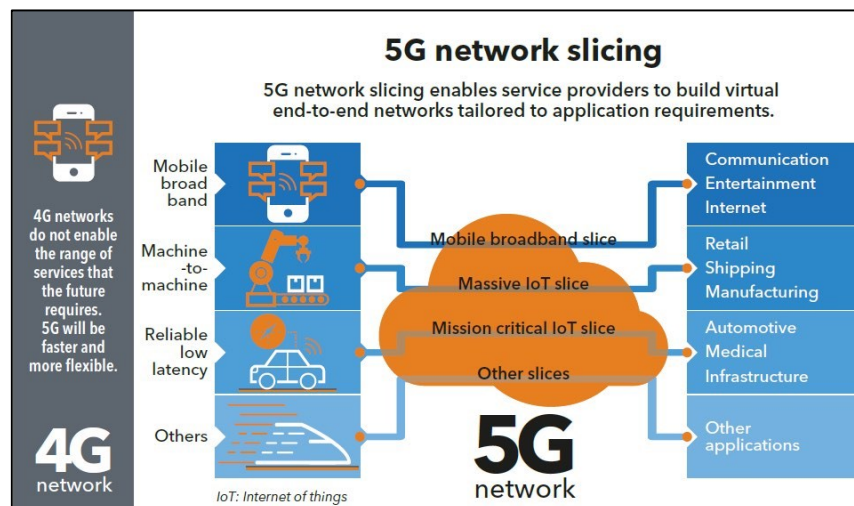 5G network slicing
5G network slicing enables service providers to build virtual
end-to-end networks tailored to application requirements.
4G networks
do not enable
the range of
services that
the future
requires.
5G will be
faster and
more flexible.
4G
network
Mobile
broad
band
Machine
-to-
machine
Reliable
low
latency
Others
Mobile broadband slice
Massive IoT slice
Mission critical IoT slice
Other slices
5G
network
Communication
Entertainment
Internet
Retail
Shipping
Manufacturing
Automotive
Medical
Infrastructure
Other
applications
IoT: Internet of things